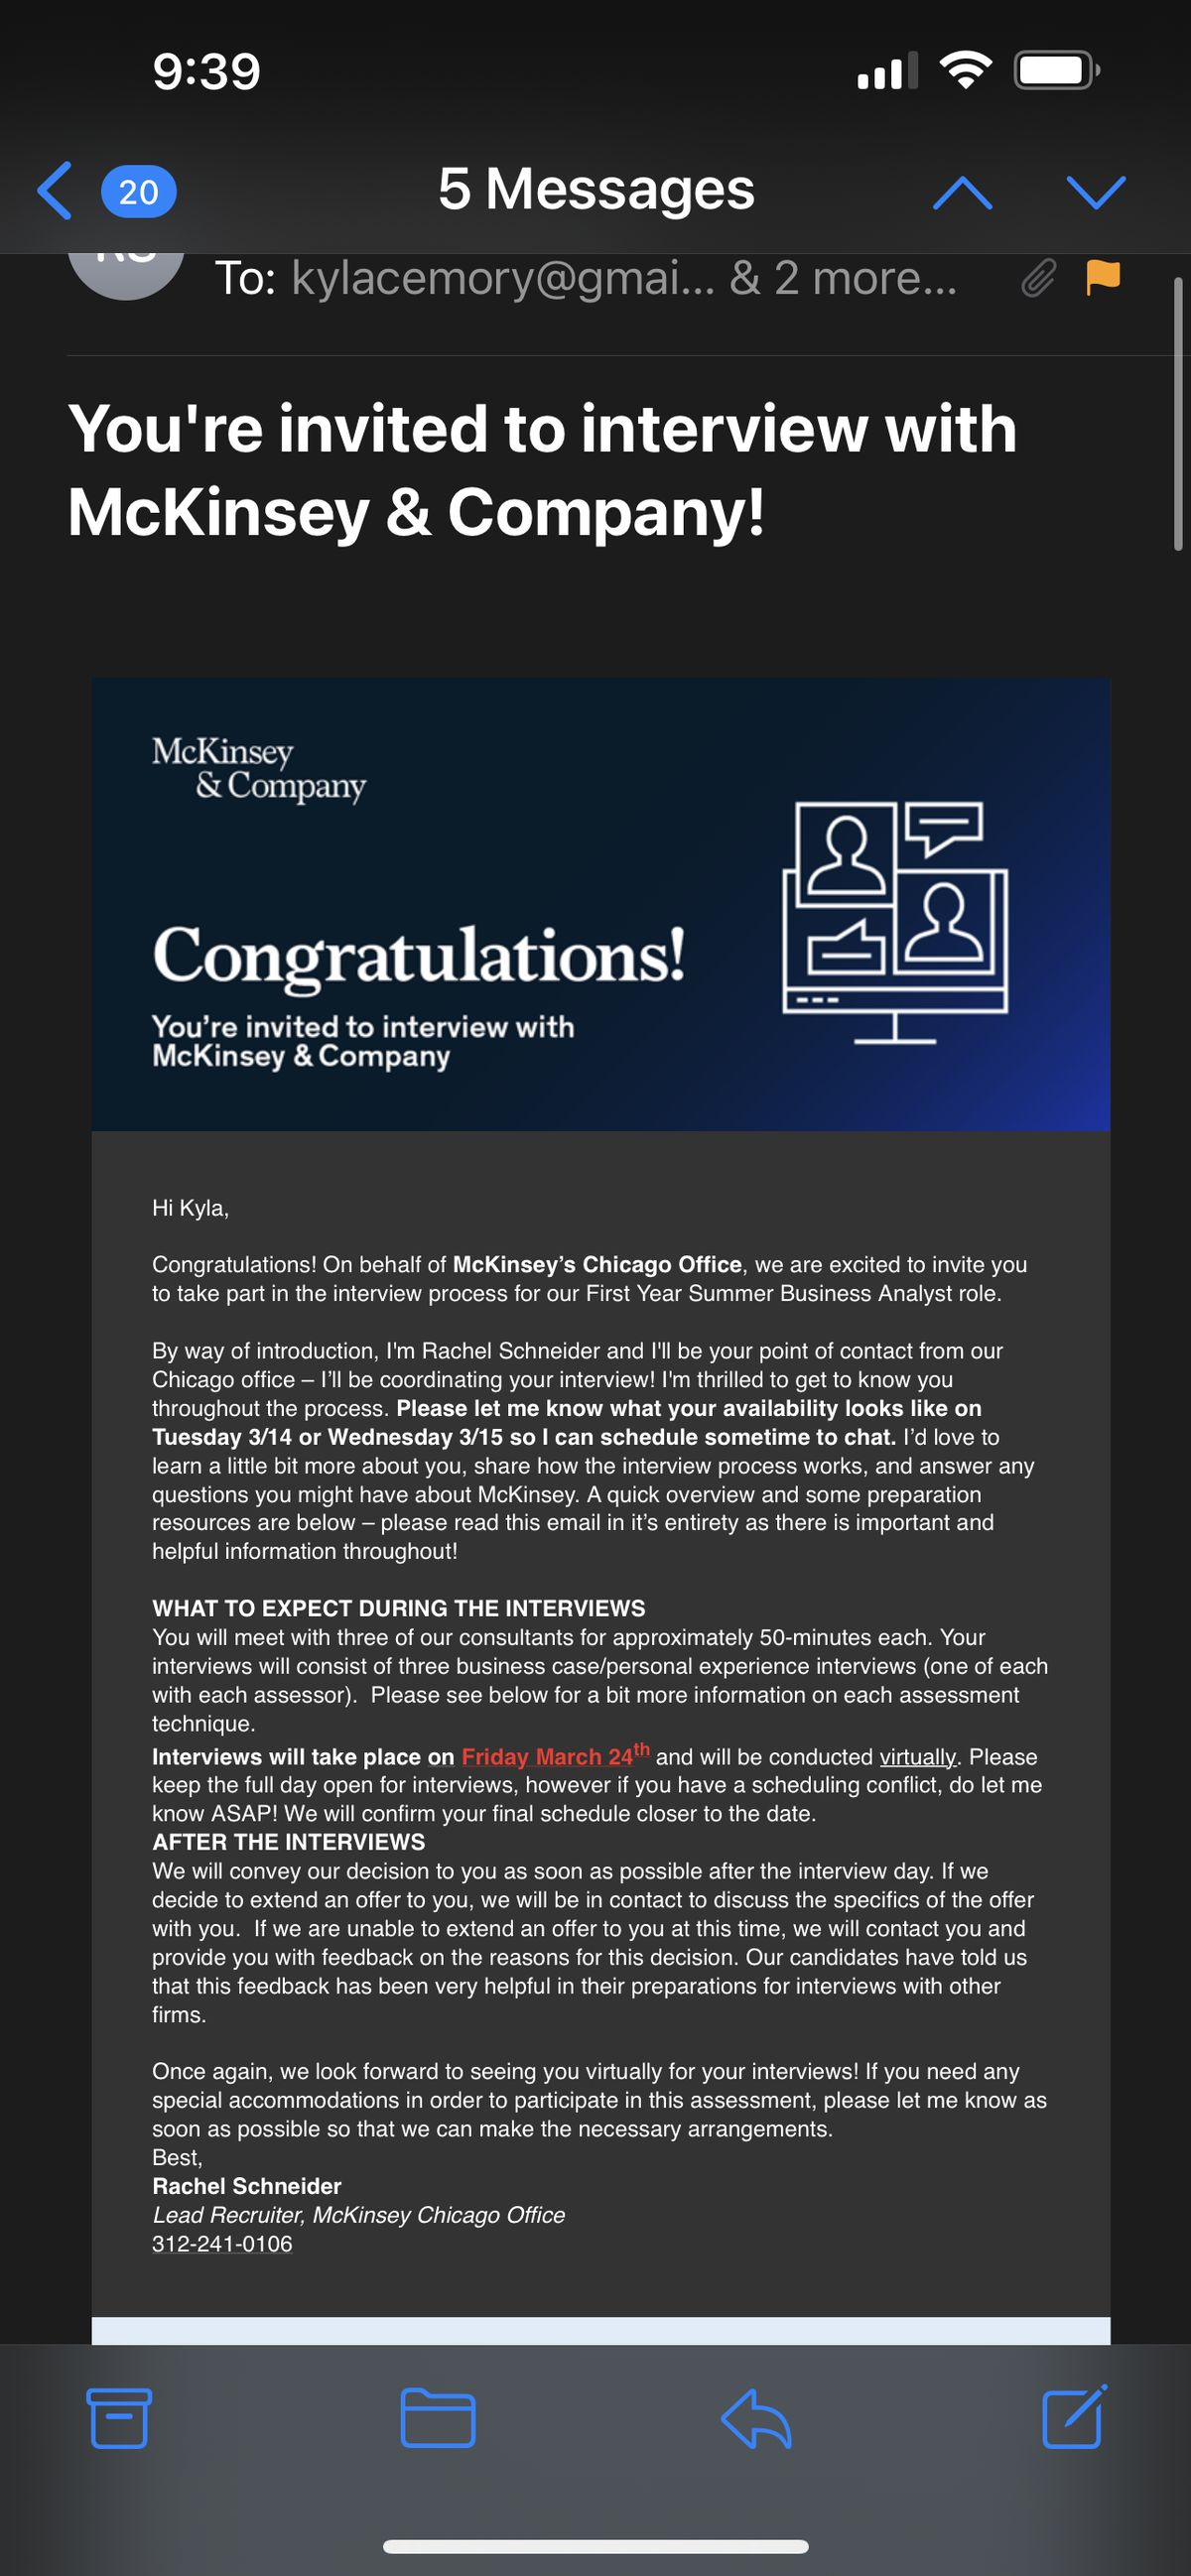 9:39
20
5 Messages
To: kylacemory@gmai... & 2 more...
You're invited to interview with
McKinsey & Company!
McKinsey
& Company
Congratulations!
You're invited to interview with
McKinsey & Company
Hi Kyla,
Congratulations! On behalf of McKinsey's Chicago Office, we are excited to invite you
to take part in the interview process for our First Year Summer Business Analyst role.
By way of introduction, I'm Rachel Schneider and I'll be your point of contact from our
Chicago office – I'll be coordinating your interview! I'm thrilled to get to know you
throughout the process. Please let me know what your availability looks like on
Tuesday 3/14 or Wednesday 3/15 so I can schedule sometime to chat. I'd love to
learn a little bit more about you, share how the interview process works, and answer any
questions you might have about McKinsey. A quick overview and some preparation
resources are below – please read this email in it's entirety as there is important and
helpful information throughout!
WHAT TO EXPECT DURING THE INTERVIEWS
You will meet with three of our consultants for approximately 50-minutes each. Your
interviews will consist of three business case/personal experience interviews (one of each
with each assessor).  Please see below for a bit more information on each assessment
technique.
Interviews will take place on Friday March 24th and will be conducted virtually. Please
keep the full day open for interviews, however if you have a scheduling conflict, do let me
know ASAP! We will confirm your final schedule closer to the date.
AFTER THE INTERVIEWS
We will convey our decision to you as soon as possible after the interview day. If we
decide to extend an offer to you, we will be in contact to discuss the specifics of the offer
with you.  If we are unable to extend an offer to you at this time, we will contact you and
provide you with feedback on the reasons for this decision. Our candidates have told us
that this feedback has been very helpful in their preparations for interviews with other
firms.
Once again, we look forward to seeing you virtually for your interviews! If you need any
special accommodations in order to participate in this assessment, please let me know as
soon as possible so that we can make the necessary arrangements.
Best,
Rachel Schneider
Lead Recruiter, McKinsey Chicago Office
312-241-0106